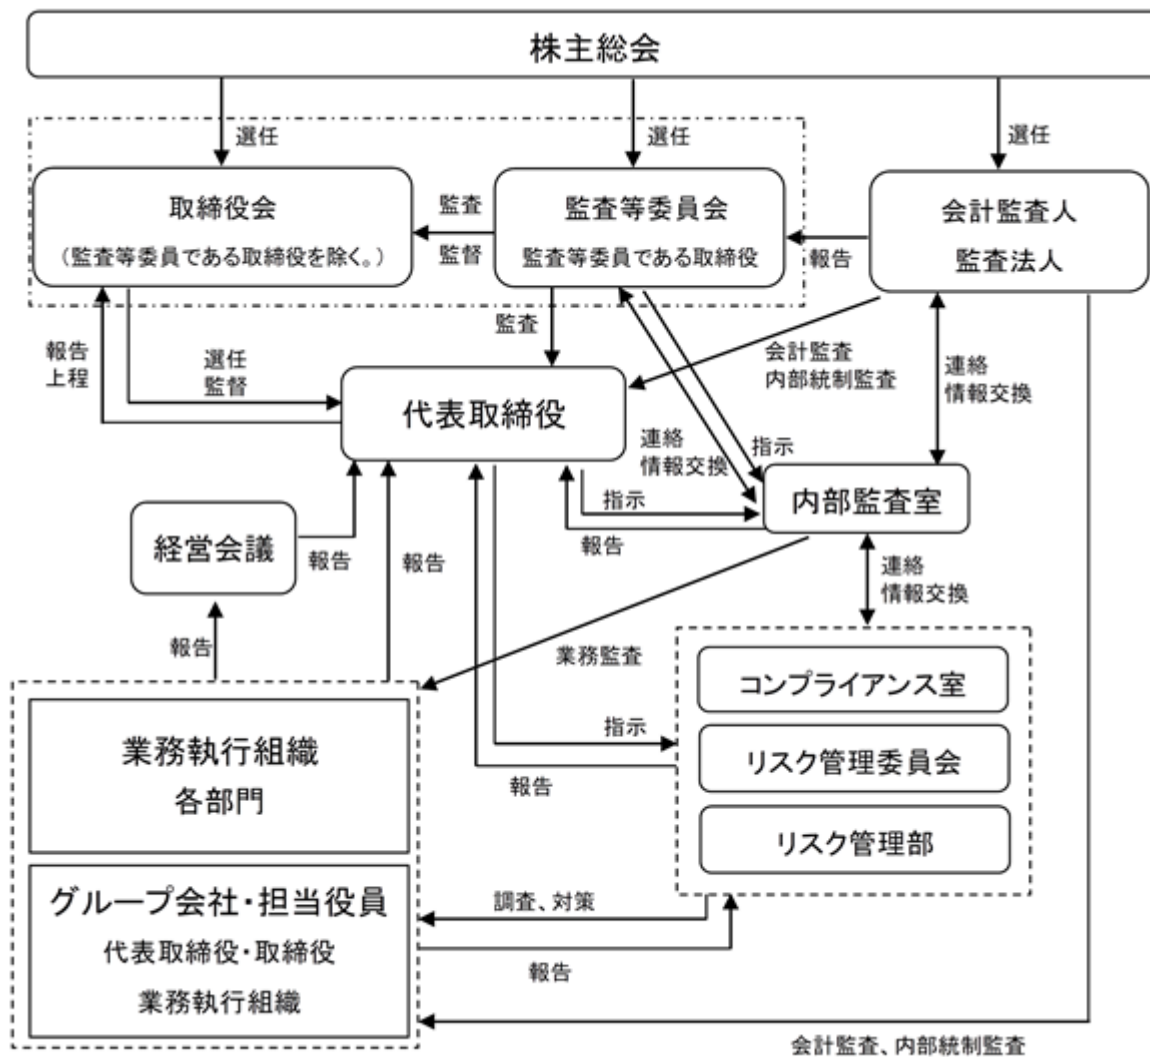 株主総会
選任
選任
選任
取締役会
（監査等委員である取締役を除く。）
監査
監督
監査等委員会
監査等委員である取締役
報告
会計監査人
監査法人
報告
上程
選任
監督
監査
会計監査
内部統制監査
連絡
情報交換
代表取締役
連絡
情報交換
指示
指示
報告
内部監査室
経営会議
報告
報告
連絡
情報交換
報告
業務監査
業務執行組織
各部門
指示
報告
コンプライアンス室
リスク管理委員会
リスク管理部
グループ会社・担当役員
代表取締役・取締役
業務執行組織
調査、対策
報告
会計監査、内部統制監査